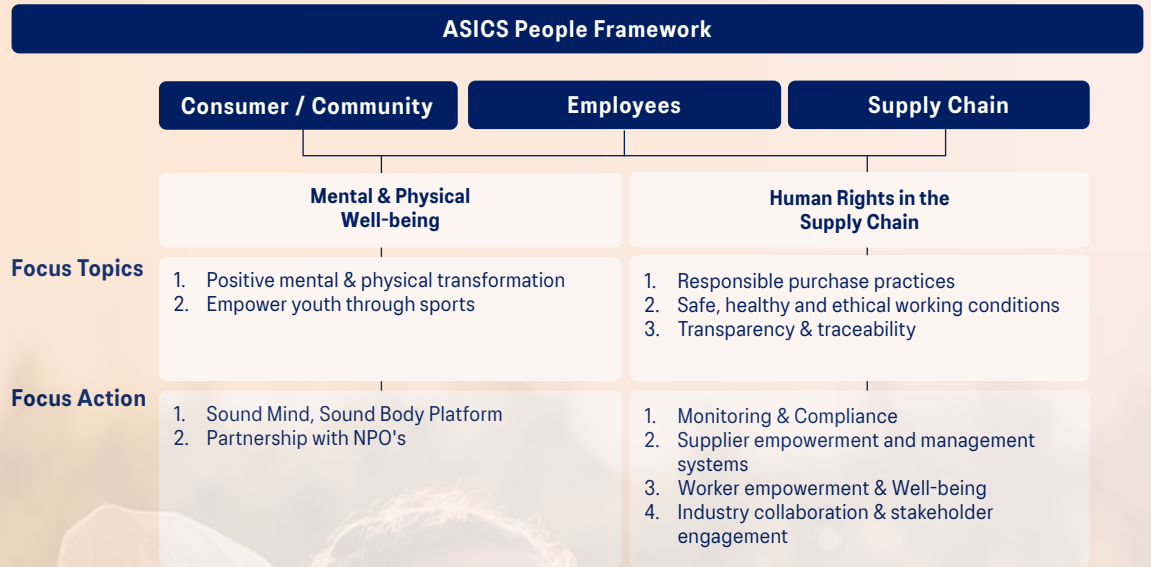 ASICS People Framework
Consumer / Community
Employees
Supply Chain
Mental & Physical
Well-being
Human Rights in the
Supply Chain
Focus Topics
1. Positive mental & physical transformation
2. Empower youth through sports
1. Responsible purchase practices
2. Safe, healthy and ethical working conditions
3. Transparency & traceability
Focus Action
1. Sound Mind, Sound Body Platform
2. Partnership with NPO's
1. Monitoring & Compliance
2. Supplier empowerment and management
systems
3. Worker empowerment & Well-being
4. Industry collaboration & stakeholder
engagement